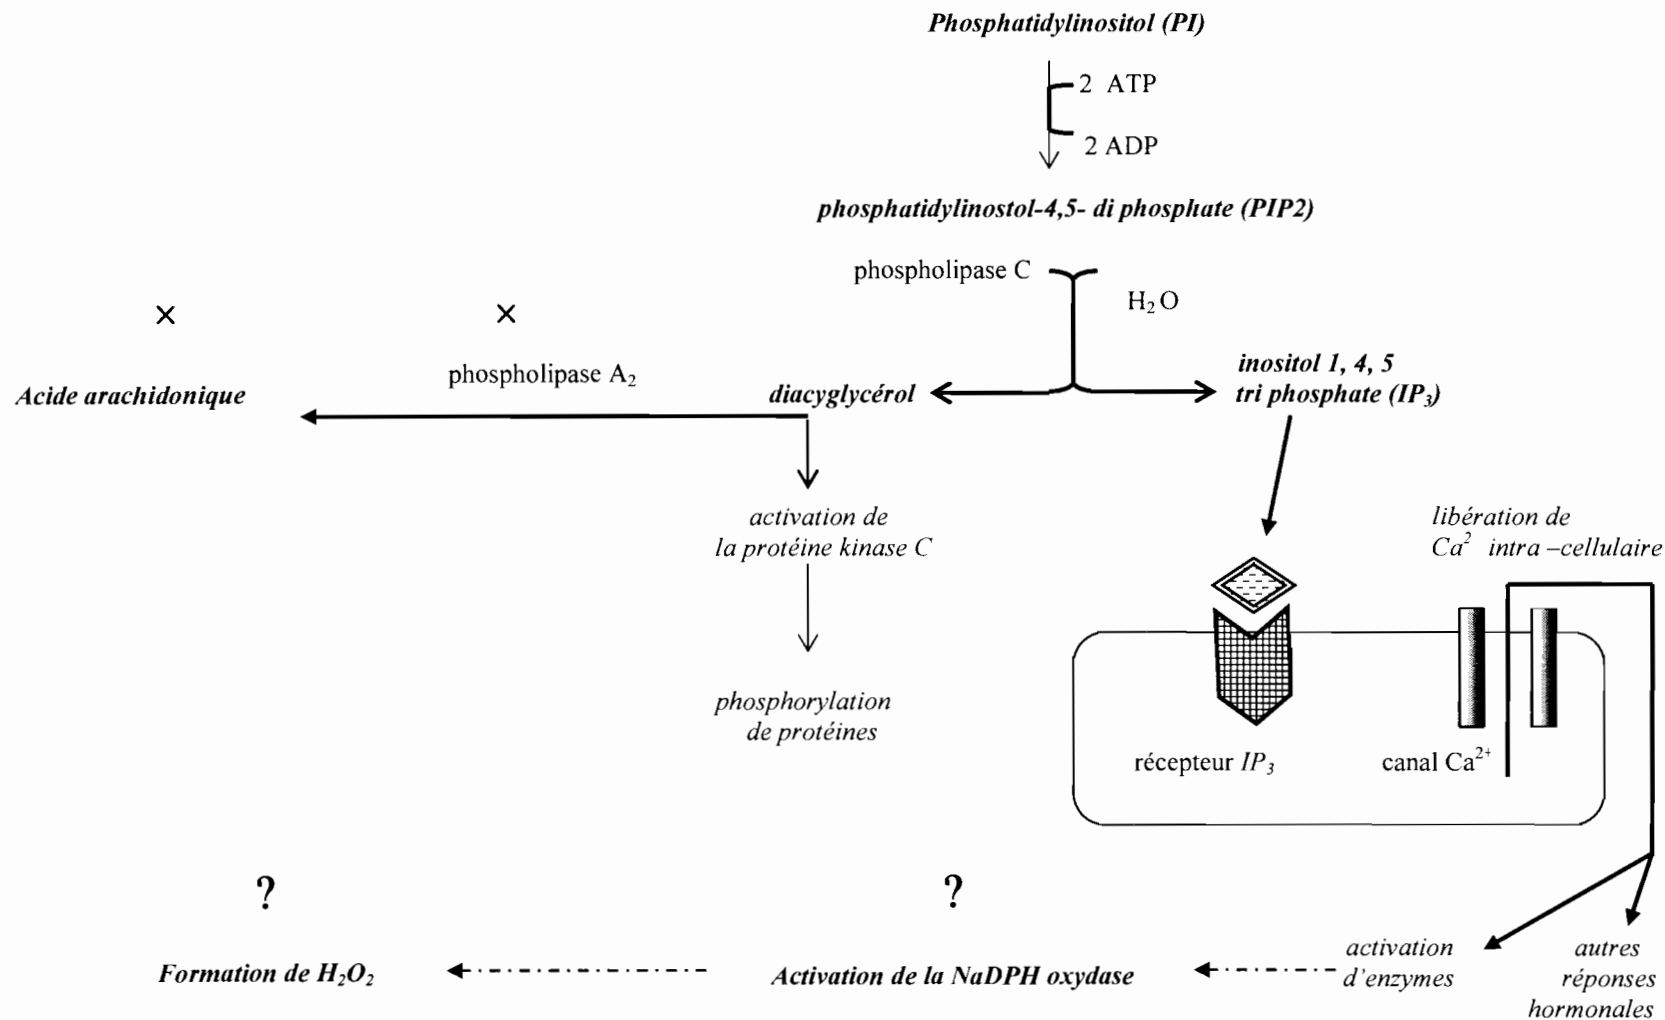 Phosphatidylinositol (PI)
2 ATP
2 ADP
phosphatidylinostol-4,5- di phosphate (PIP2)
phospholipase C
H₂O
× ×
phospholipase A₂
Acide arachidonique
diacyglycérol
inositol 1, 4, 5
tri phosphate (IP₃)
activation de
la protéine kinase C
libération de
Ca² intra –cellulaire
phosphorylation
de protéines
récepteur IP₃
canal Ca²⁺
? ?
Formation de H₂O₂
Activation de la NaDPH oxydase
activation
d'enzymes
autres
réponses
hormonales